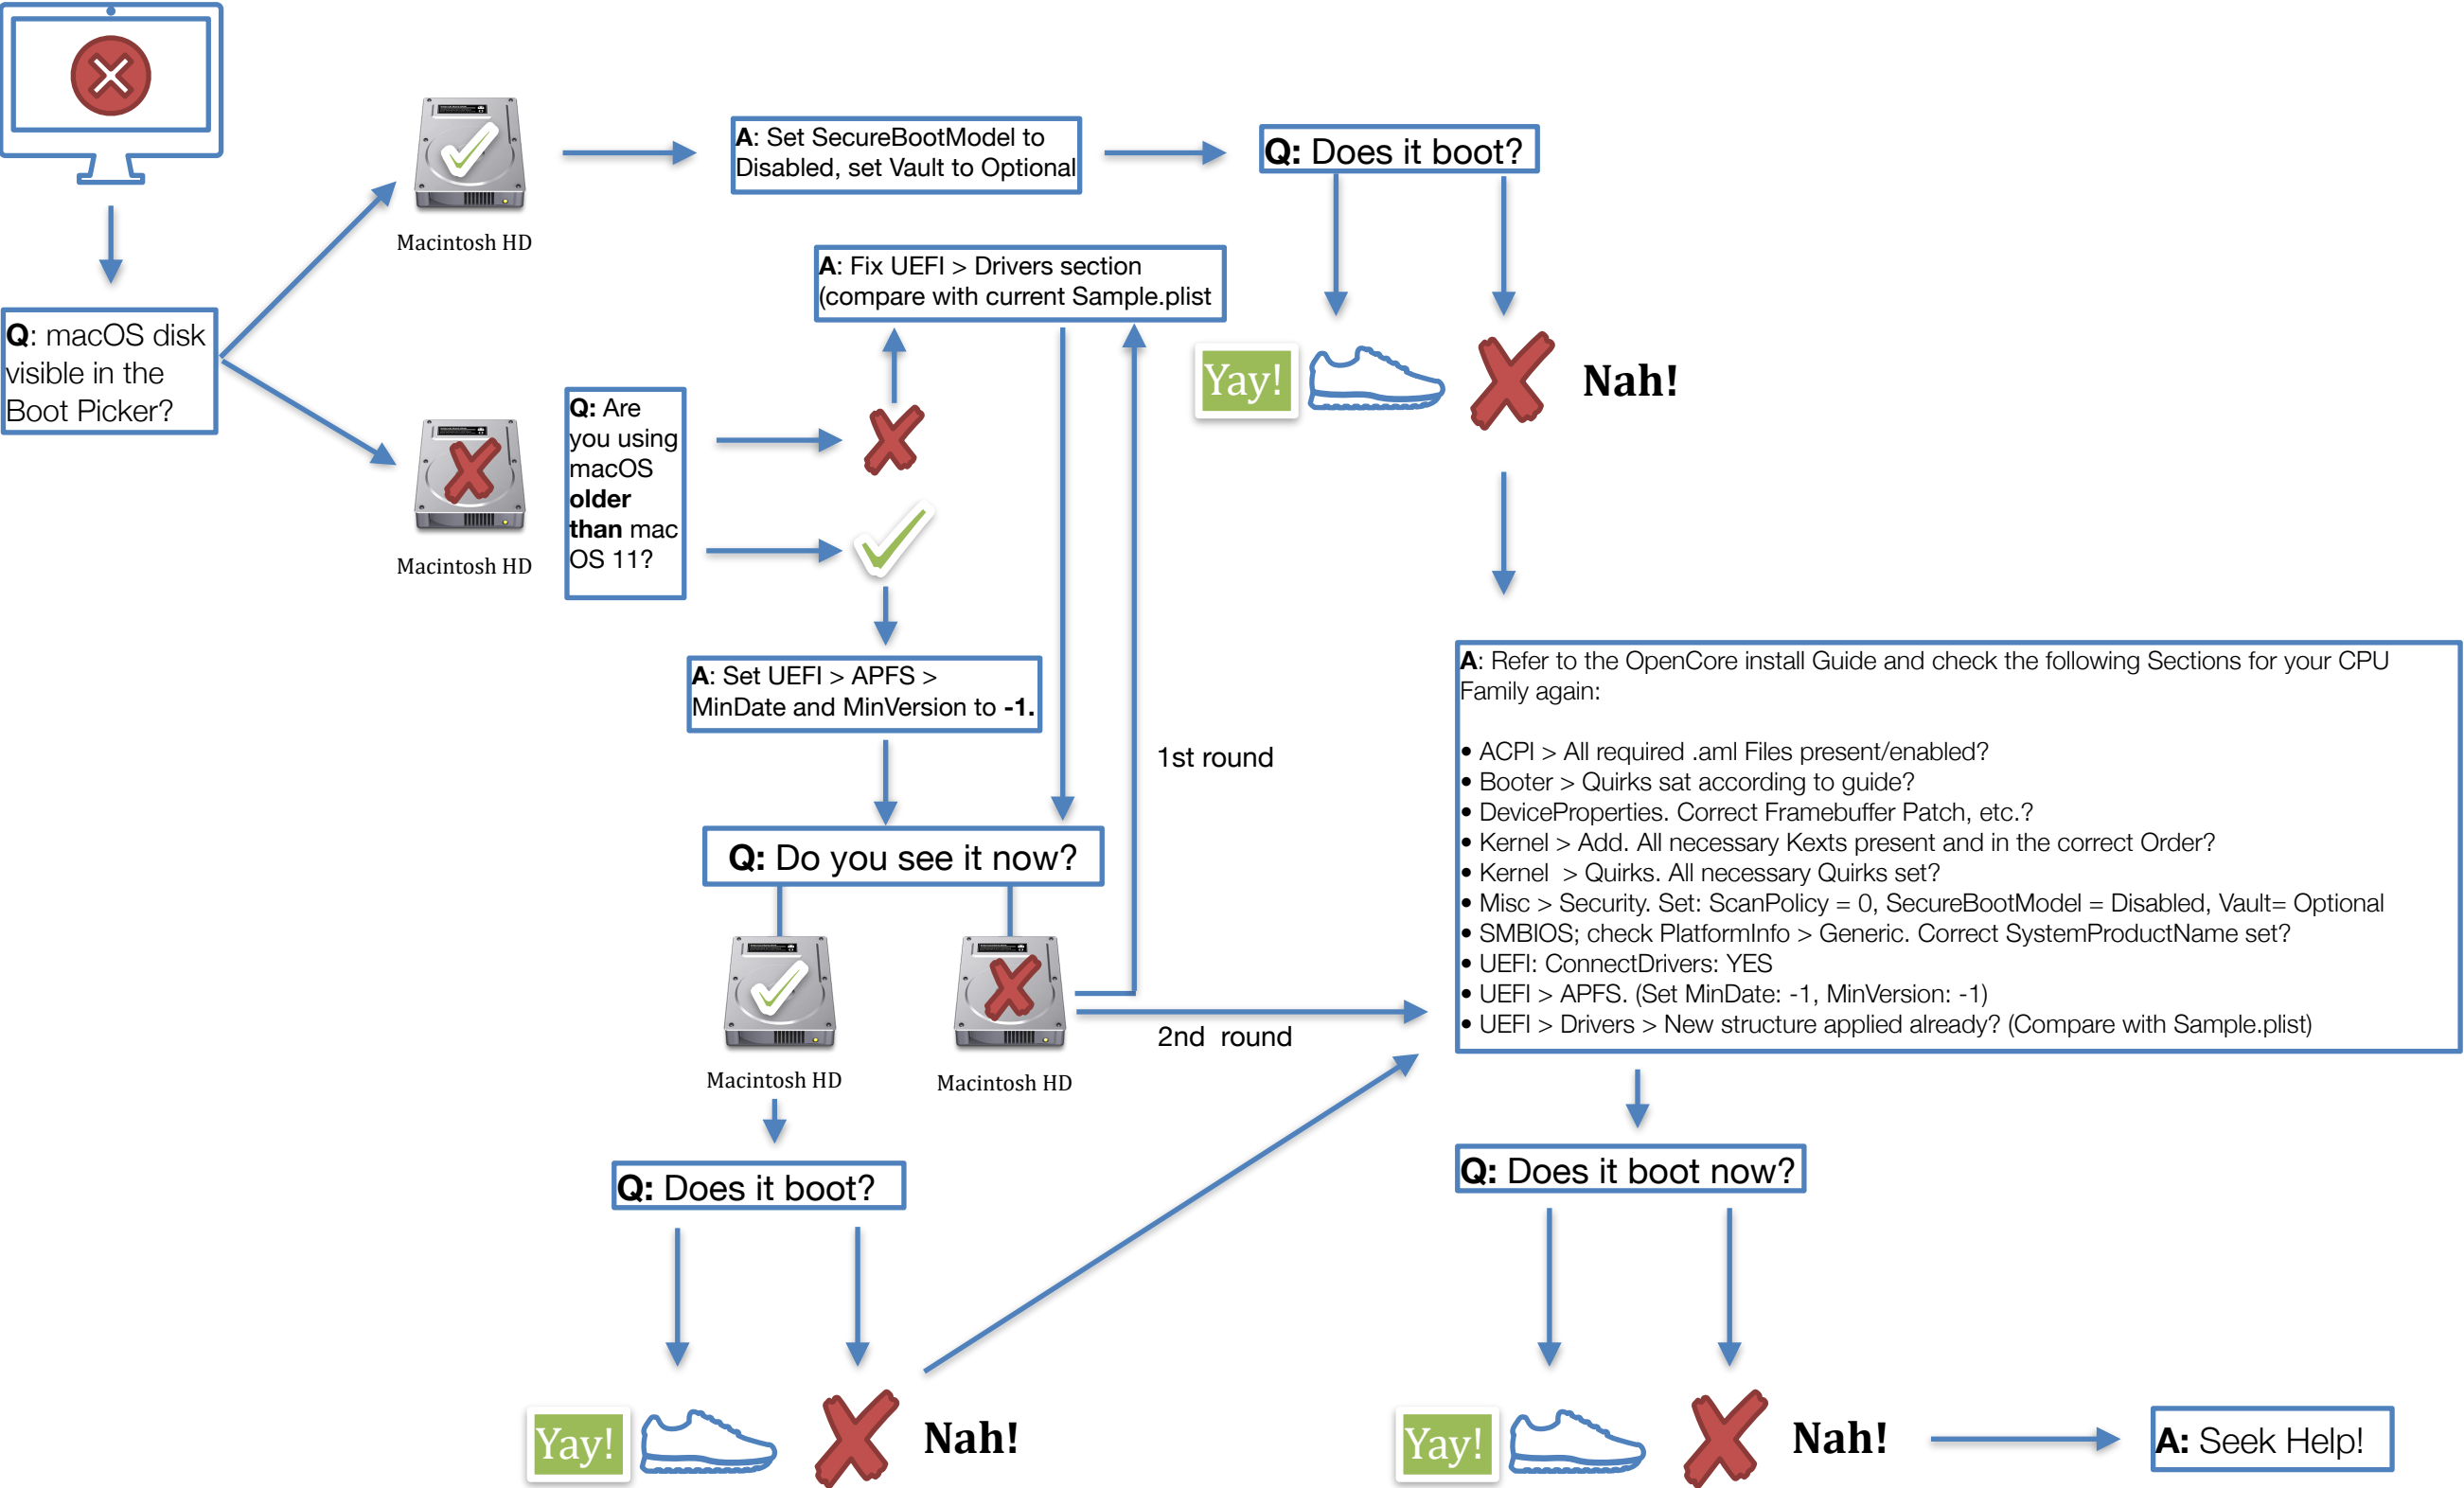 Macintosh HD
A: Set SecureBootModel to
Disabled, set Vault to Optional
Q: Does it boot?
A: Fix UEFI > Drivers section
(compare with current Sample.plist
Q: macOS disk
visible in the
Boot Picker?
Yay!
Nah!
Q: Are
you using
macOS
older
than mac
OS 11?
Macintosh HD
A: Set UEFI > APFS >
MinDate and MinVersion to -1.
1st round
Q: Do you see it now?
Macintosh HD
Macintosh HD
2nd round
A: Refer to the OpenCore install Guide and check the following Sections for your CPU
Family again:
• ACPI > All required .aml Files present/enabled?
• Booter > Quirks sat according to guide?
• DeviceProperties. Correct Framebuffer Patch, etc.?
• Kernel > Add. All necessary Kexts present and in the correct Order?
• Kernel > Quirks. All necessary Quirks set?
• Misc > Security. Set: ScanPolicy = 0, SecureBootModel = Disabled, Vault= Optional
• SMBIOS; check PlatformInfo > Generic. Correct SystemProductName set?
• UEFI: ConnectDrivers: YES
• UEFI > APFS. (Set MinDate: -1, MinVersion: -1)
• UEFI > Drivers > New structure applied already? (Compare with Sample.plist)
Q: Does it boot?
Q: Does it boot now?
Yay!
Nah!
Yay!
Nah!
A: Seek Help!